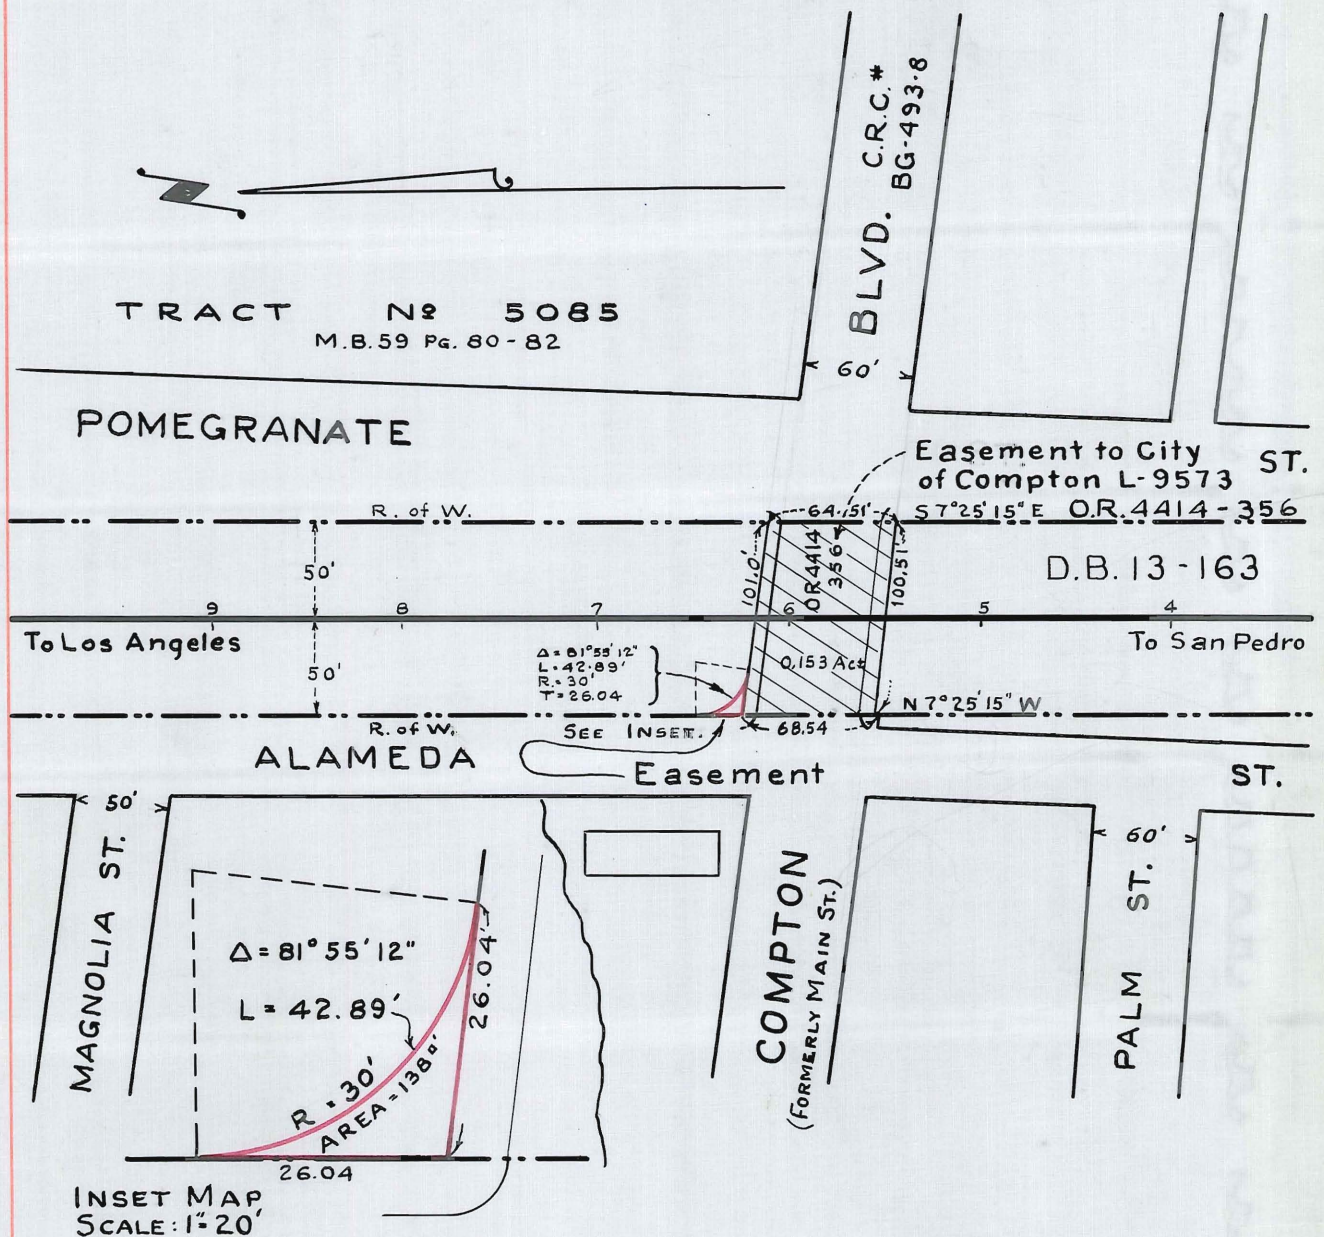 C.R.C.#
BG-493-8
BLVD.
TRACT Nº 5085
M.B.59 PG. 80-82
60'
POMEGRANATE
Easement to City
of Compton L-9573
ST.
R. of W.
64.51'
S 7°25'15" E
O.R.4414-356
50'
101.0'
O.R.4414
356
100.51
D.B.13-163
9
8
7
6
5
4
To Los Angeles
To San Pedro
50'
Δ = 81°55'12"
L = 42.89'
R. = 30'
T = 26.04
0.153 Ac±
N 7°25'15" W
R. of W.
SEE INSET.
68.54
ALAMEDA
Easement
ST.
50'
MAGNOLIA ST.
60'
COMPTON
(FORMERLY MAIN ST.)
PALM ST.
Δ = 81°55'12"
L = 42.89'
26.04'
R = 30'
AREA = 138□'
26.04
INSET MAP
SCALE: 1"=20'